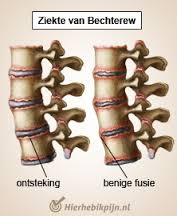 Ziekte van Bechterew
ontsteking
benige fusie
Hierhebikpijn.nl